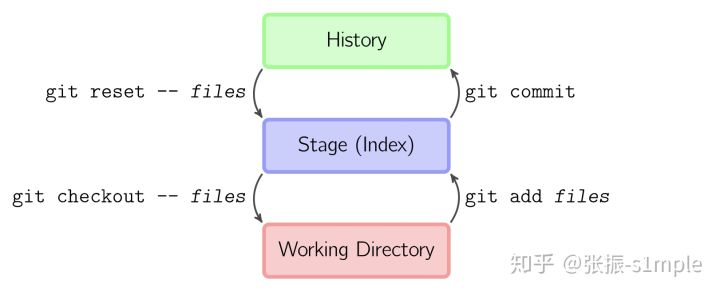 History
git reset -- files
git commit
Stage (Index)
git checkout -- files
git add files
Working Directory
知乎 @张振-s1mple